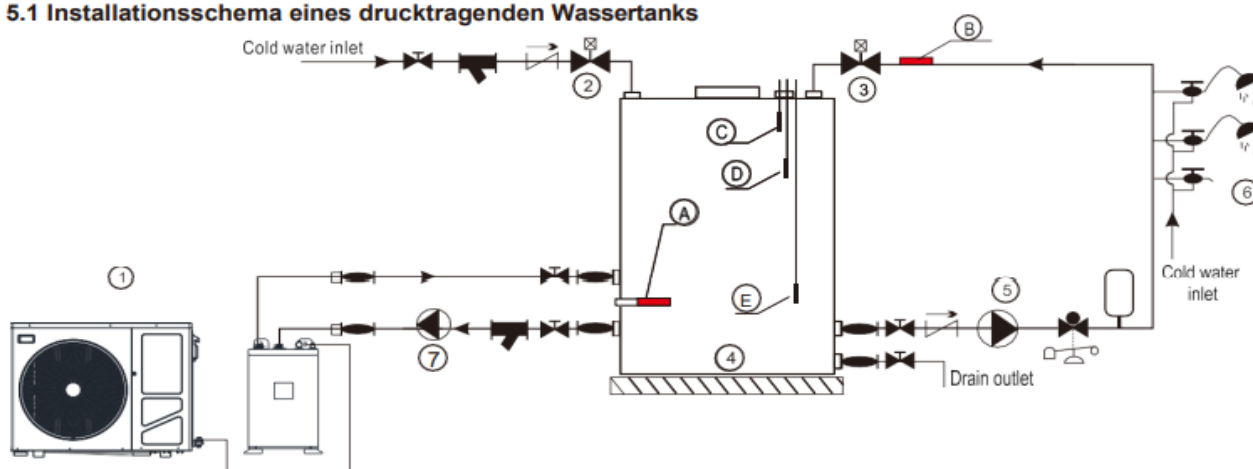 5.1 Installationsschema eines drucktragenden Wassertanks
Cold water inlet
B
2
3
C
D
6
A
1
Cold water
inlet
E
5
7
4
Drain outlet